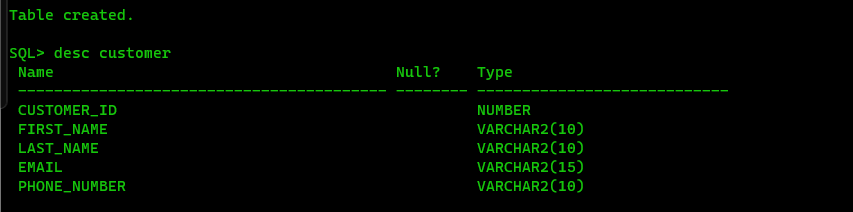 Table created.
SQL> desc customer
Name Null? Type
----------------------------------------- -------- ----------------------------
CUSTOMER_ID NUMBER
FIRST_NAME VARCHAR2(10)
LAST_NAME VARCHAR2(10)
EMAIL VARCHAR2(15)
PHONE_NUMBER VARCHAR2(10)